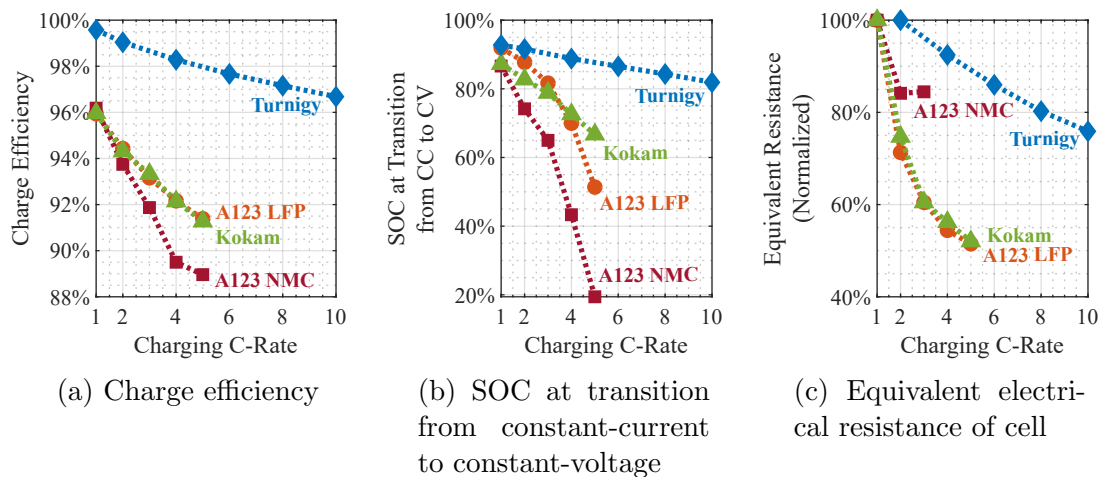 100%
98%
96%
94%
92%
90%
88%
Charge Efficiency
Turnigy
A123 LFP
Kokam
A123 NMC
1 2 4 6 8 10
Charging C-Rate
(a) Charge efficiency
100%
80%
60%
40%
20%
SOC at Transition
from CC to CV
Turnigy
Kokam
A123 LFP
A123 NMC
1 2 4 6 8 10
Charging C-Rate
(b) SOC at transition
from constant-current
to constant-voltage
100%
80%
60%
40%
Equivalent Resistance
(Normalized)
A123 NMC
Turnigy
Kokam
A123 LFP
1 2 4 6 8 10
Charging C-Rate
(c) Equivalent electri-
cal resistance of cell